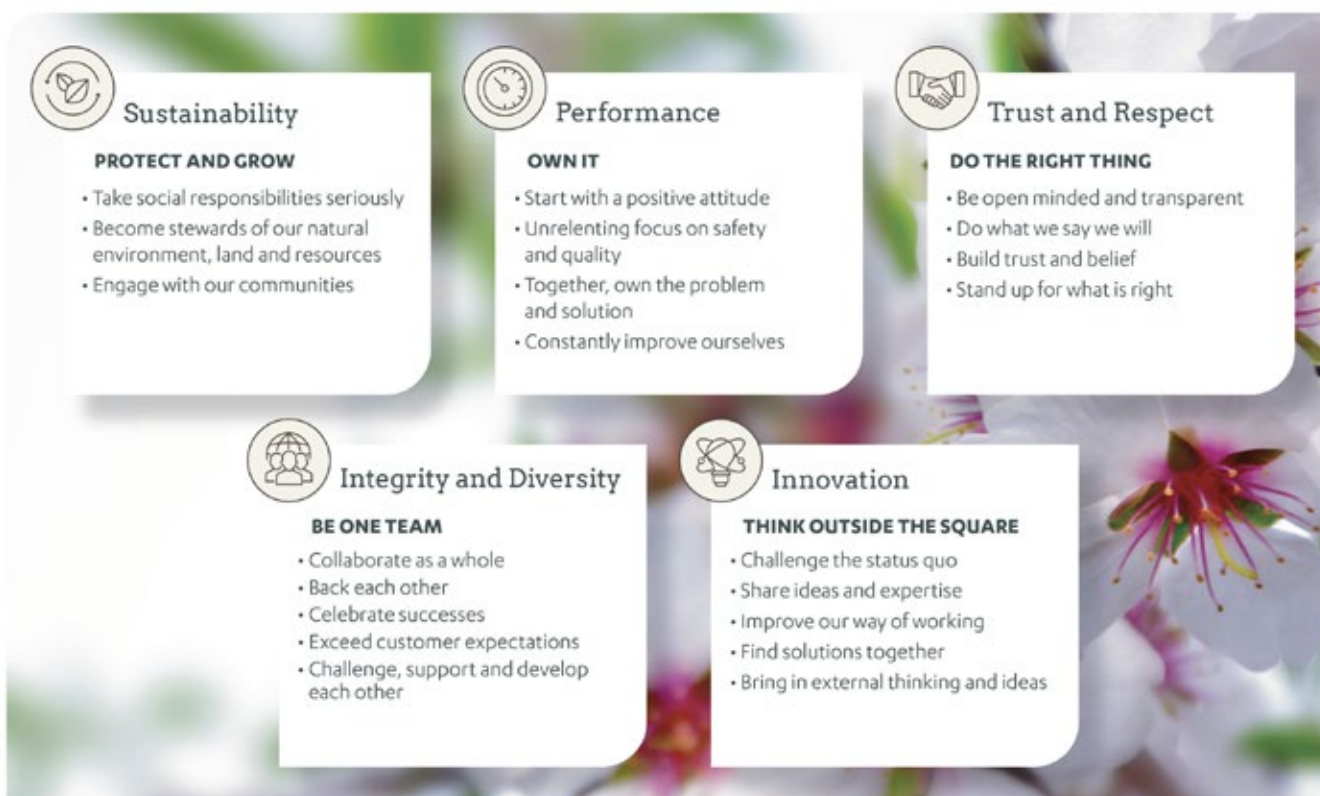 Sustainability
PROTECT AND GROW
• Take social responsibilities seriously
• Become stewards of our natural
environment, land and resources
• Engage with our communities
Performance
OWN IT
• Start with a positive attitude
• Unrelenting focus on safety
and quality
• Together, own the problem
and solution
• Constantly improve ourselves
Trust and Respect
DO THE RIGHT THING
• Be open minded and transparent
• Do what we say we will
• Build trust and belief
• Stand up for what is right
Integrity and Diversity
BE ONE TEAM
• Collaborate as a whole
• Back each other
• Celebrate successes
• Exceed customer expectations
• Challenge, support and develop
each other
Innovation
THINK OUTSIDE THE SQUARE
• Challenge the status quo
• Share ideas and expertise
• Improve our way of working
• Find solutions together
• Bring in external thinking and ideas